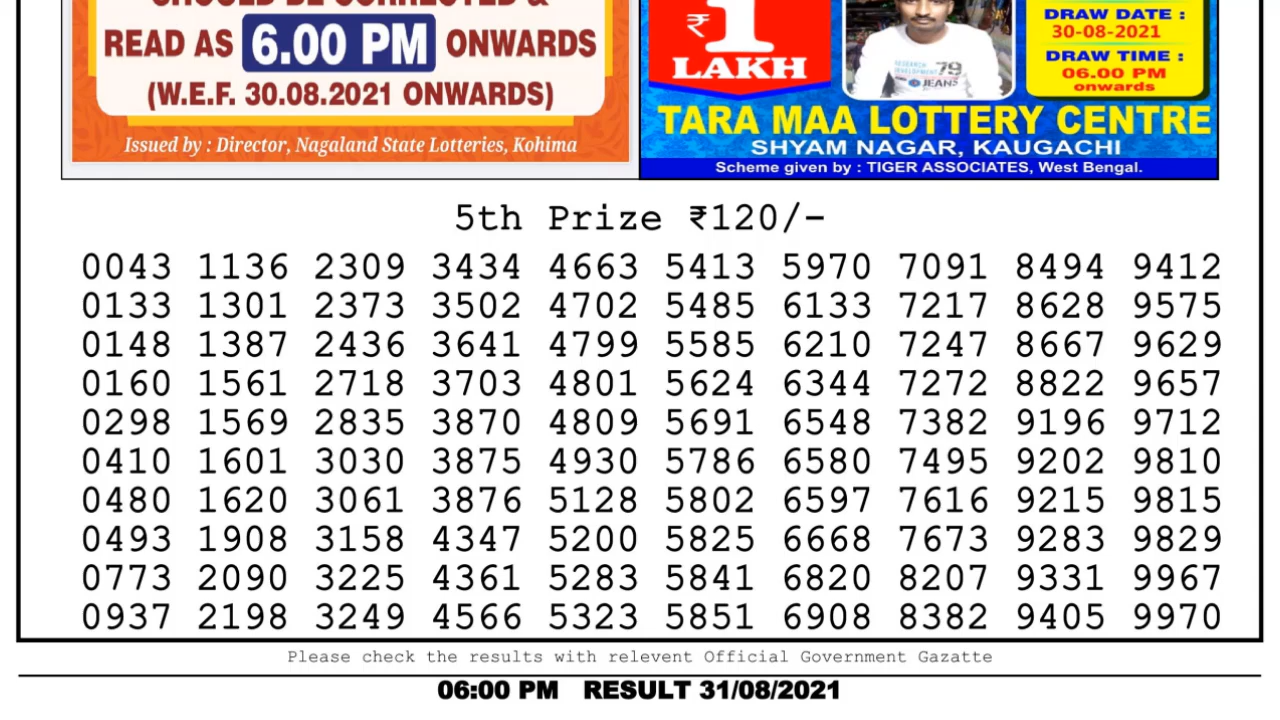 SHOULD BE CORRECTED &
READ AS 6.00 PM ONWARDS
(W.E.F. 30.08.2021 ONWARDS)
Issued by : Director, Nagaland State Lotteries, Kohima
₹1
LAKH
RESEARCH
DEVELOPMENT 79
JEANS
DRAW DATE :
30-08-2021
DRAW TIME :
06.00 PM
onwards
TARA MAA LOTTERY CENTRE
SHYAM NAGAR, KAUGACHI
Scheme given by : TIGER ASSOCIATES, West Bengal.
5th Prize ₹120/-
0043 1136 2309 3434 4663 5413 5970 7091 8494 9412
0133 1301 2373 3502 4702 5485 6133 7217 8628 9575
0148 1387 2436 3641 4799 5585 6210 7247 8667 9629
0160 1561 2718 3703 4801 5624 6344 7272 8822 9657
0298 1569 2835 3870 4809 5691 6548 7382 9196 9712
0410 1601 3030 3875 4930 5786 6580 7495 9202 9810
0480 1620 3061 3876 5128 5802 6597 7616 9215 9815
0493 1908 3158 4347 5200 5825 6668 7673 9283 9829
0773 2090 3225 4361 5283 5841 6820 8207 9331 9967
0937 2198 3249 4566 5323 5851 6908 8382 9405 9970
Please check the results with relevent Official Government Gazatte
06:00 PM RESULT 31/08/2021